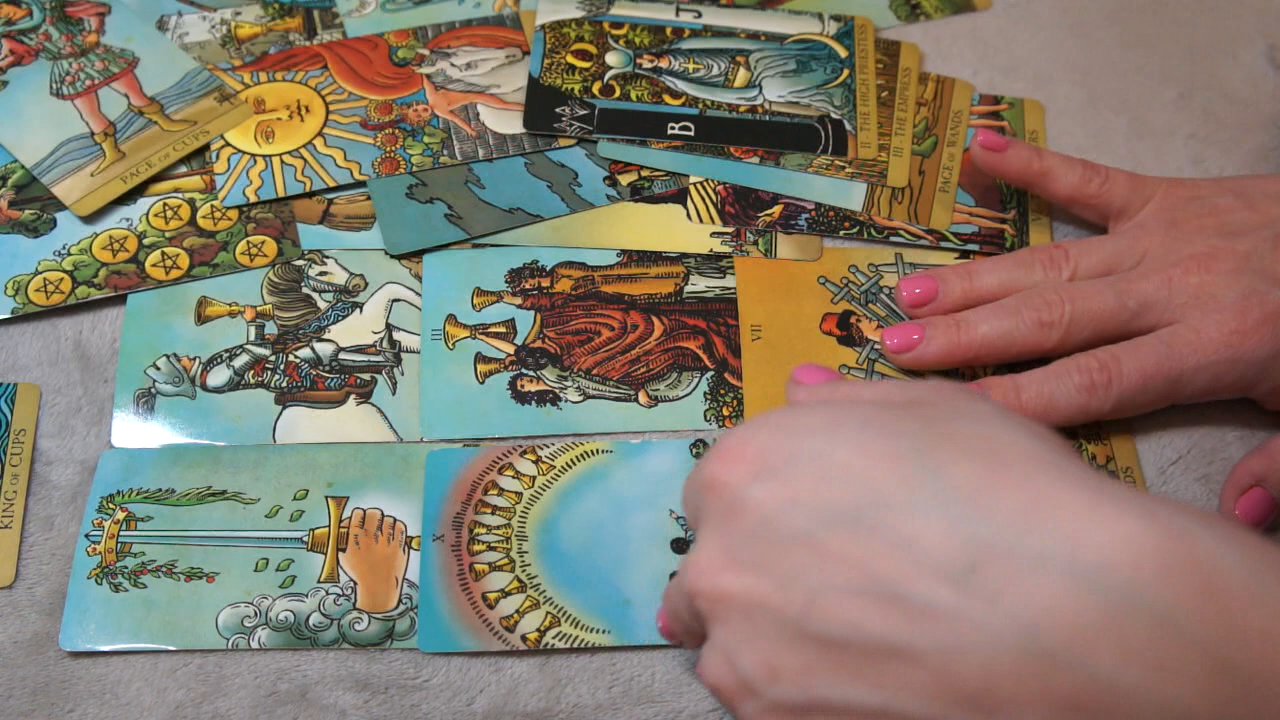 PAGE OF CUPS
J
B
II - THE HIGH PRIESTESS
III - THE EMPRESS
PAGE OF WANDS
III
VII
X
KING OF CUPS